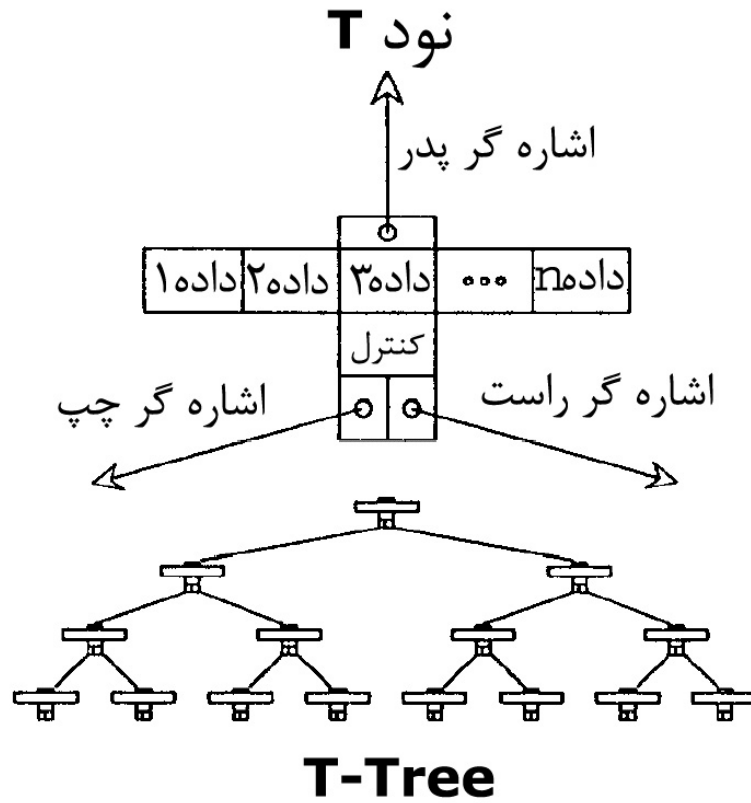 نود T
اشاره گر پدر
داده۱ داده۲ داده۳ ... دادهn
کنترل
اشاره گر چپ
اشاره گر راست
T-Tree